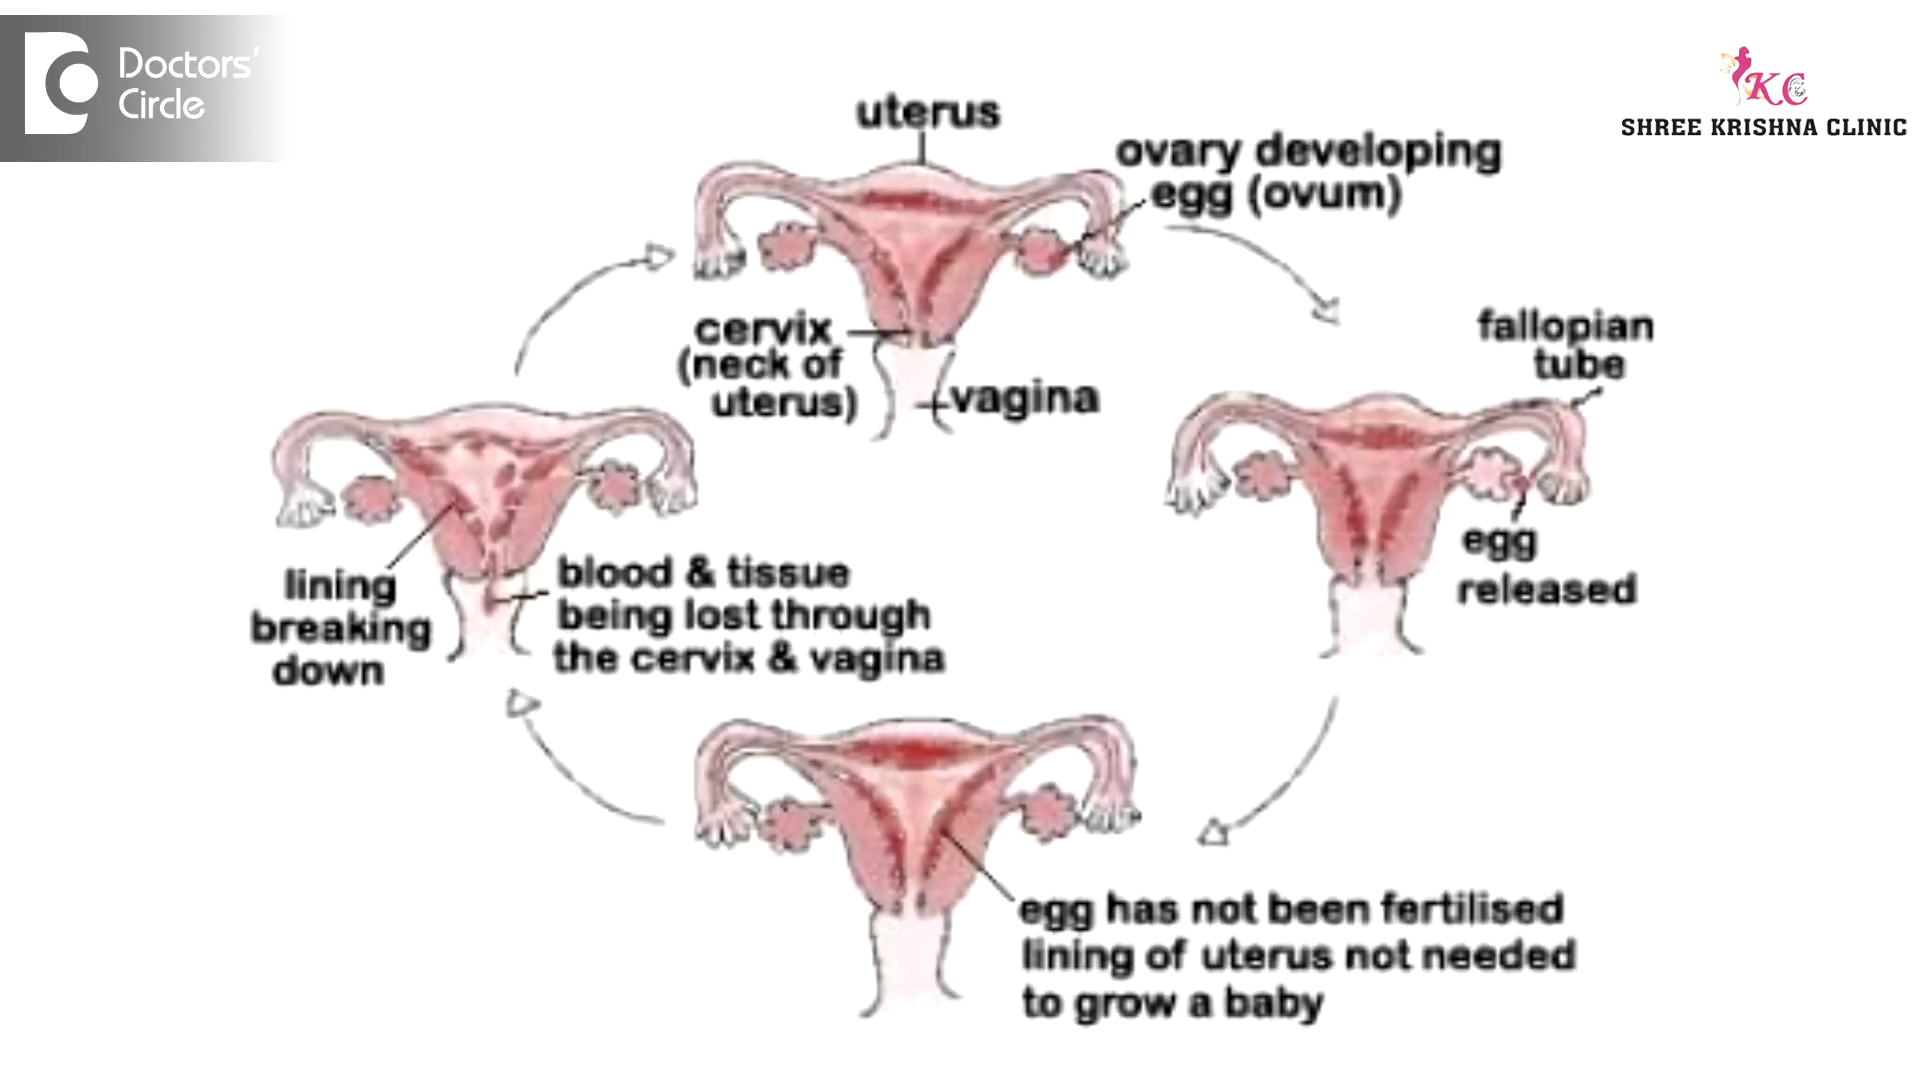 Doctors'
Circle
KC
SHREE KRISHNA CLINIC
uterus
ovary developing
egg (ovum)
cervix
(neck of
uterus)
vagina
fallopian
tube
egg
released
lining
breaking
down
blood & tissue
being lost through
the cervix & vagina
egg has not been fertilised
lining of uterus not needed
to grow a baby